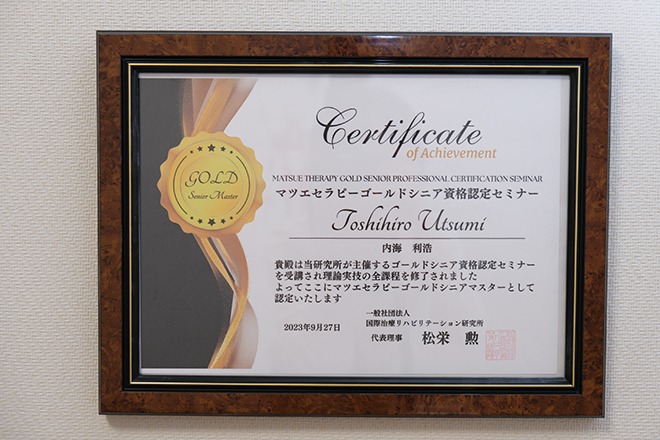 Certificate
of Achievement
GOLD
Senior Master
MATSUE THERAPY GOLD SENIOR PROFESSIONAL CERTIFICATION SEMINAR
マツエセラピーゴールドシニア資格認定セミナー
Toshihiro Utsumi
内海 利浩
貴殿は当研究所が主催するゴールドシニア資格認定セミナー
を受講され理論実技の全課程を修了されました
よってここにマツエセラピーゴールドシニアマスターとして
認定いたします
2023年9月27日
一般社団法人
国際治療リハビリテーション研究所
代表理事 松栄 勲